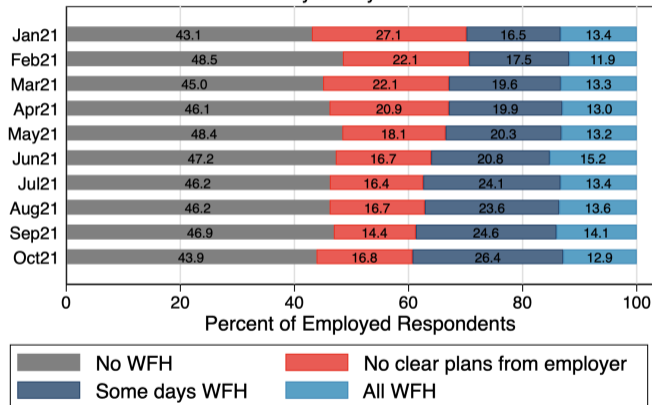 Jan21 43.1 27.1 16.5 13.4
Feb21 48.5 22.1 17.5 11.9
Mar21 45.0 22.1 19.6 13.3
Apr21 46.1 20.9 19.9 13.0
May21 48.4 18.1 20.3 13.2
Jun21 47.2 16.7 20.8 15.2
Jul21 46.2 16.4 24.1 13.4
Aug21 46.2 16.7 23.6 13.6
Sep21 46.9 14.4 24.6 14.1
Oct21 43.9 16.8 26.4 12.9
0 20 40 60 80 100
Percent of Employed Respondents
No WFH No clear plans from employer
Some days WFH All WFH